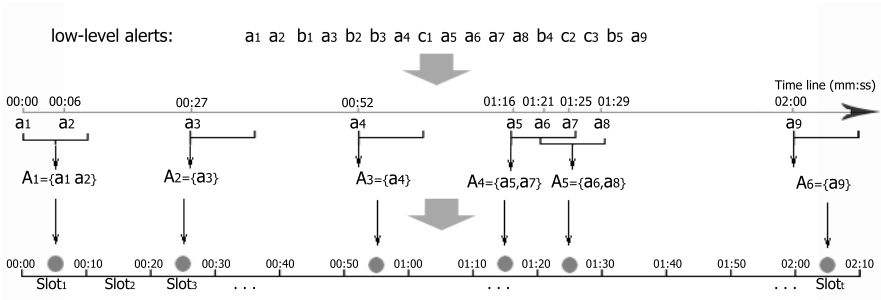 low-level alerts: a1 a2 b1 a3 b2 b3 a4 c1 a5 a6 a7 a8 b4 c2 c3 b5 a9
Time line (mm:ss)
00:00 00:06 00:27 00:52 01:16 01:21 01:25 01:29 02:00
a1 a2 a3 a4 a5 a6 a7 a8 a9
A1={a1 a2} A2={a3} A3={a4} A4={a5,a7} A5={a6,a8} A6={a9}
00:00 00:10 00:20 00:30 00:40 00:50 01:00 01:10 01:20 01:30 01:40 01:50 02:00 02:10
Slot1 Slot2 Slot3 ... ... ... Slott